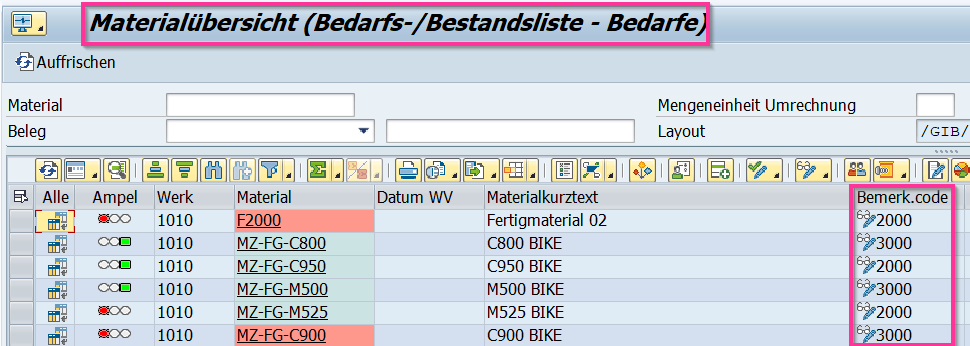 Materialübersicht (Bedarfs-/Bestandsliste - Bedarfe)
Auffrischen
Material Mengeneinheit Umrechnung
Beleg Layout /GIB/
Alle Ampel Werk Material Datum WV Materialkurztext Bemerk.code
1010 F2000 Fertigmaterial 02 2000
1010 MZ-FG-C800 C800 BIKE 3000
1010 MZ-FG-C950 C950 BIKE 2000
1010 MZ-FG-M500 M500 BIKE 3000
1010 MZ-FG-M525 M525 BIKE 2000
1010 MZ-FG-C900 C900 BIKE 3000